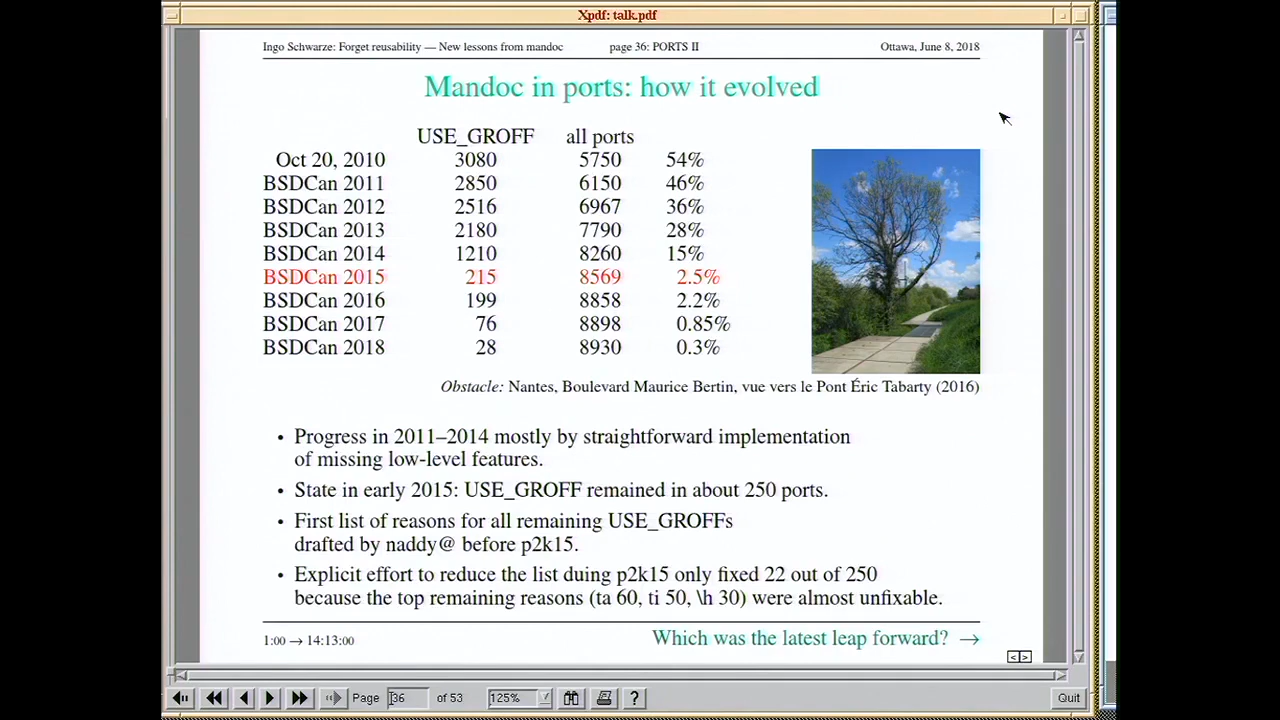 Xpdf: talk.pdf
Ingo Schwarze: Forget reusability — New lessons from mandoc page 36: PORTS II Ottawa, June 8, 2018
Mandoc in ports: how it evolved
USE_GROFF all ports
Oct 20, 2010 3080 5750 54%
BSDCan 2011 2850 6150 46%
BSDCan 2012 2516 6967 36%
BSDCan 2013 2180 7790 28%
BSDCan 2014 1210 8260 15%
BSDCan 2015 215 8569 2.5%
BSDCan 2016 199 8858 2.2%
BSDCan 2017 76 8898 0.85%
BSDCan 2018 28 8930 0.3%
Obstacle: Nantes, Boulevard Maurice Bertin, vue vers le Pont Éric Tabarty (2016)
• Progress in 2011–2014 mostly by straightforward implementation
of missing low-level features.
• State in early 2015: USE_GROFF remained in about 250 ports.
• First list of reasons for all remaining USE_GROFFs
drafted by naddy@ before p2k15.
• Explicit effort to reduce the list duing p2k15 only fixed 22 out of 250
because the top remaining reasons (ta 60, ti 50, \h 30) were almost unfixable.
1:00 → 14:13:00 Which was the latest leap forward? →
Page 36 of 53 125% ? Quit